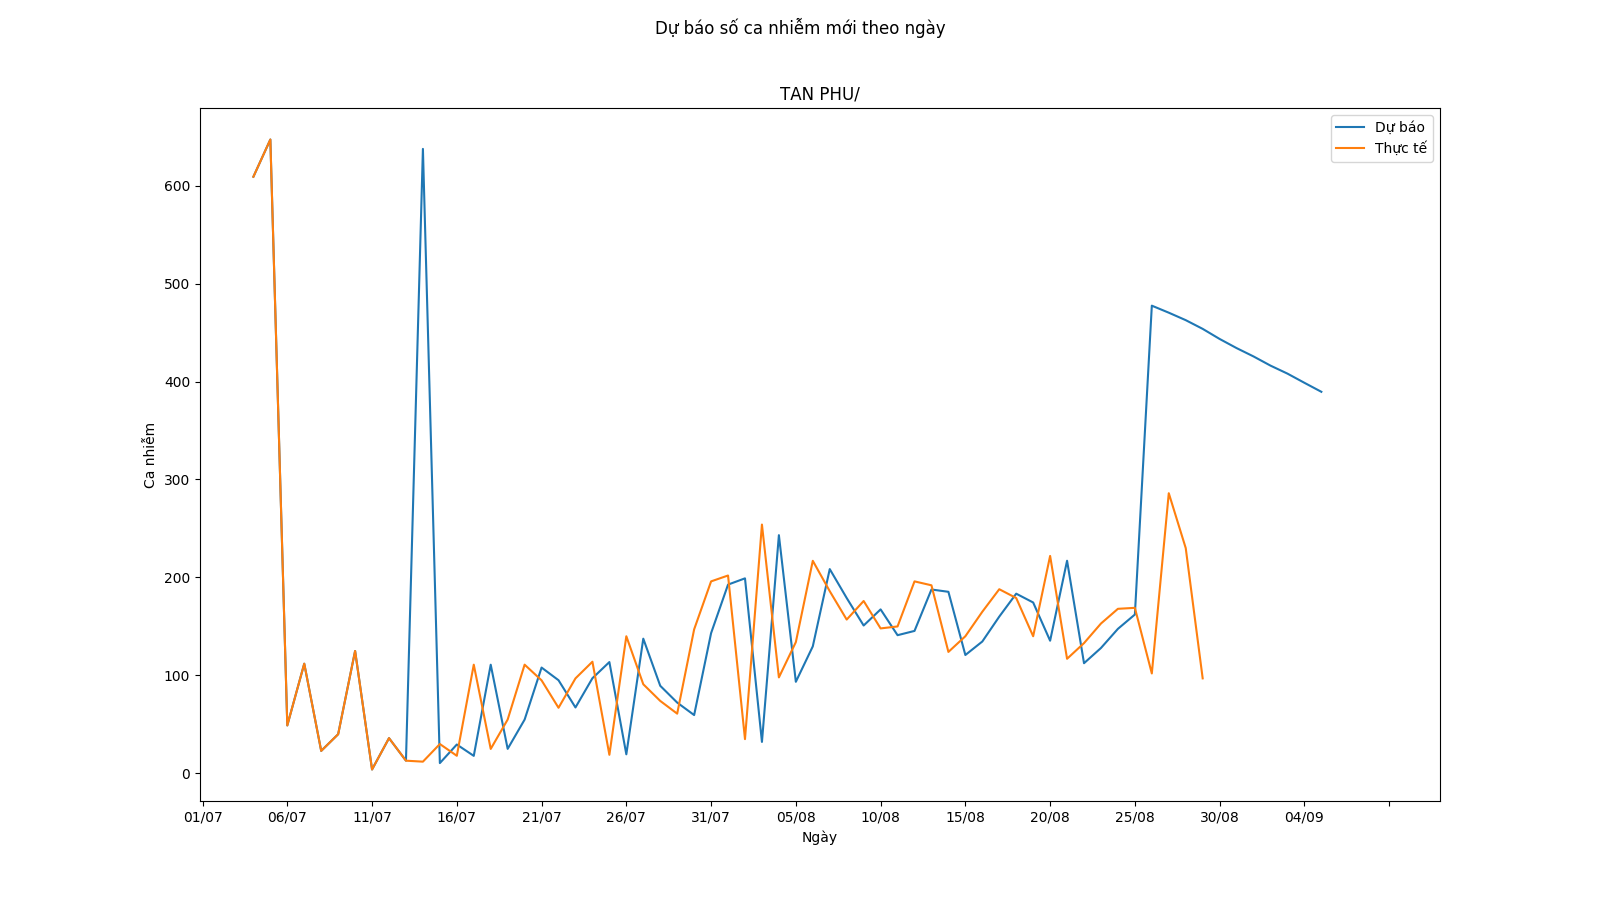 Dự báo số ca nhiễm mới theo ngày
TAN PHU/
Dự báo
Thực tế
600
500
400
300
200
100
0
Ca nhiễm
01/07 06/07 11/07 16/07 21/07 26/07 31/07 05/08 10/08 15/08 20/08 25/08 30/08 04/09
Ngày